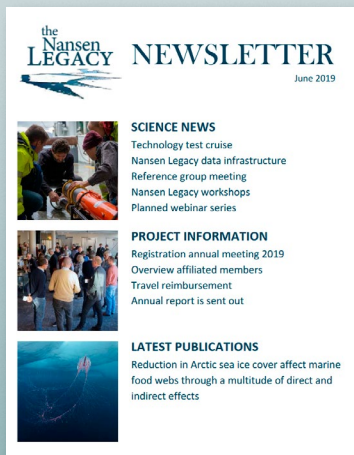 the
Nansen
LEGACY
NEWSLETTER
June 2019
SCIENCE NEWS
Technology test cruise
Nansen Legacy data infrastructure
Reference group meeting
Nansen Legacy workshops
Planned webinar series
PROJECT INFORMATION
Registration annual meeting 2019
Overview affiliated members
Travel reimbursement
Annual report is sent out
LATEST PUBLICATIONS
Reduction in Arctic sea ice cover affect marine
food webs through a multitude of direct and
indirect effects